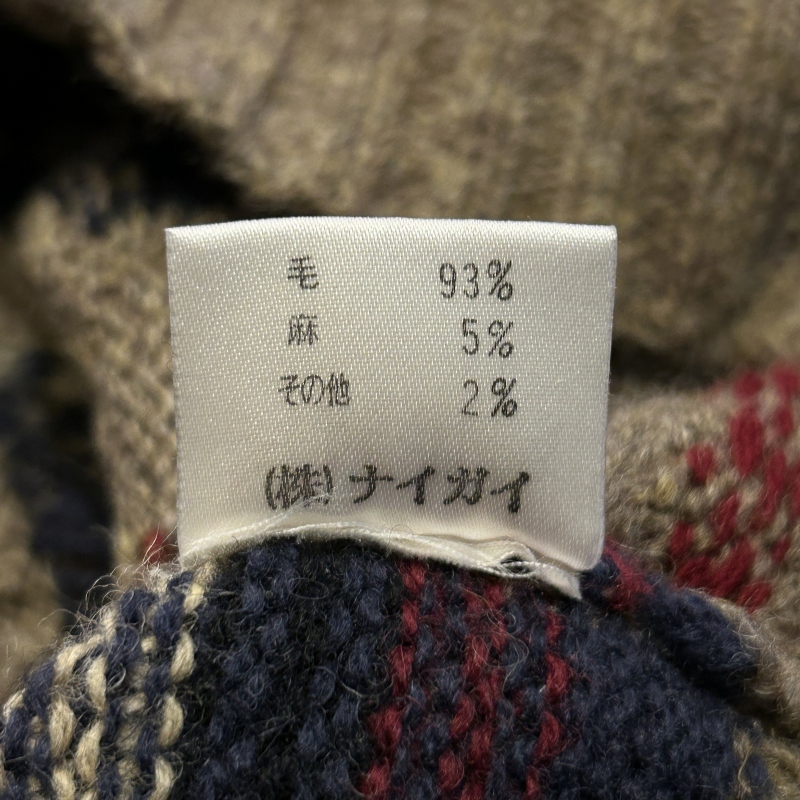 毛 93%
麻 5%
その他 2%
(株)ナイガイ